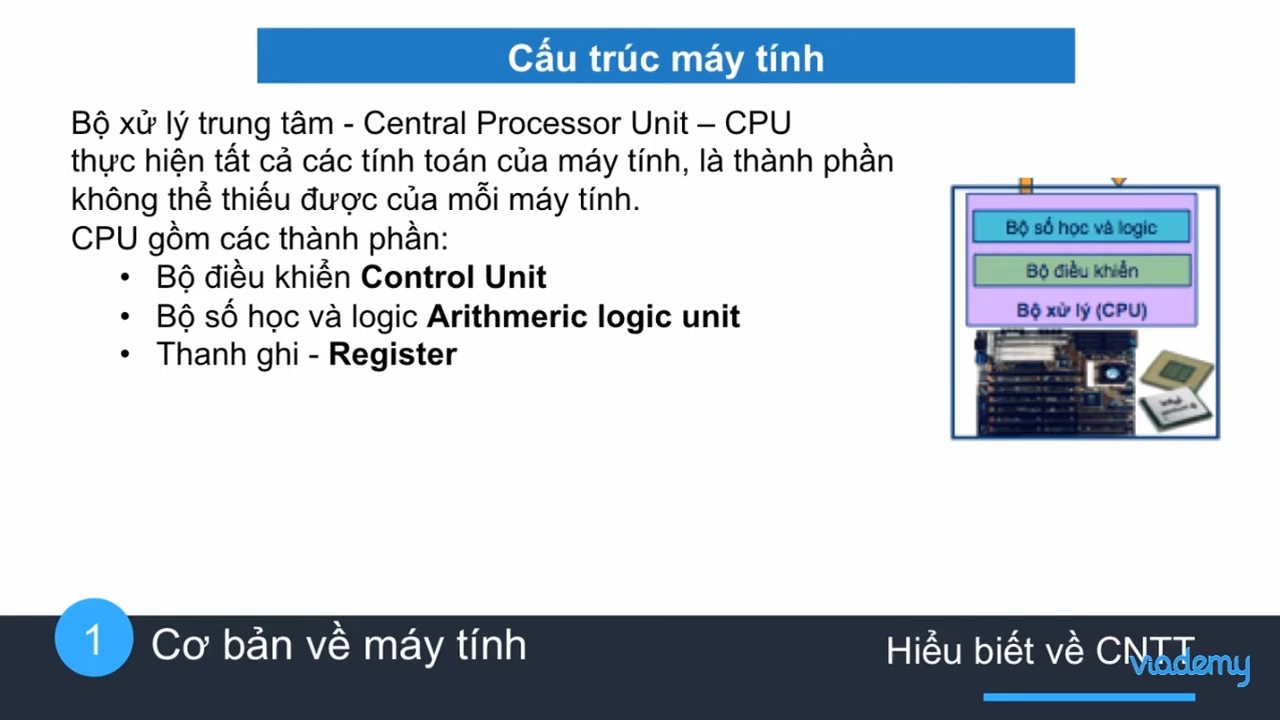 Cấu trúc máy tính
Bộ xử lý trung tâm - Central Processor Unit – CPU
thực hiện tất cả các tính toán của máy tính, là thành phần
không thể thiếu được của mỗi máy tính.
CPU gồm các thành phần:
• Bộ điều khiển Control Unit
• Bộ số học và logic Arithmeric logic unit
• Thanh ghi - Register
Bộ số học và logic
Bộ điều khiển
Bộ xử lý (CPU)
intel
pentium
1 Cơ bản về máy tính
Hiểu biết về CNTT
viademy